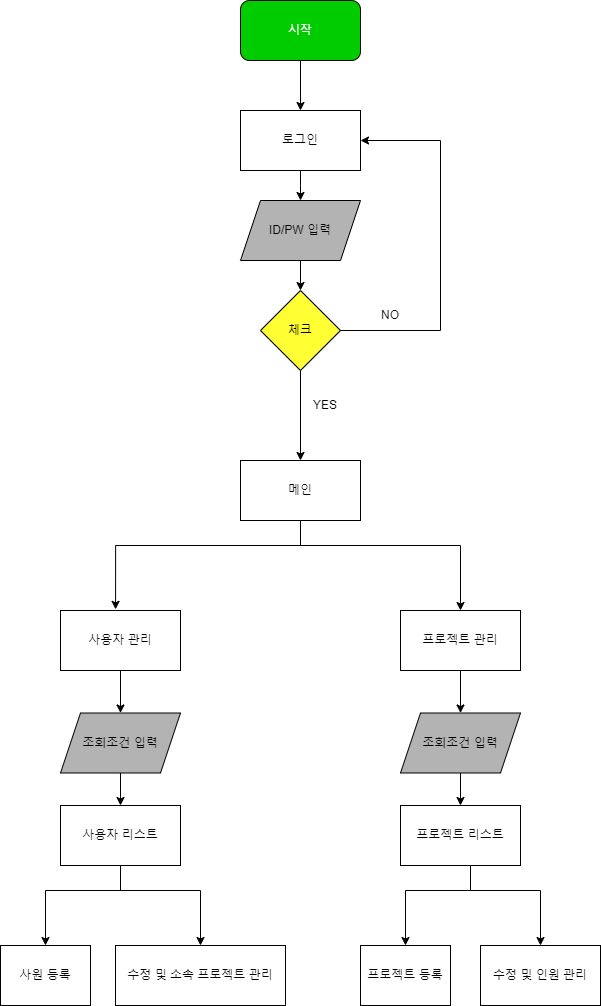 시작
로그인
ID/PW 입력
체크
NO
YES
메인
사용자 관리
프로젝트 관리
조회조건 입력
조회조건 입력
사용자 리스트
프로젝트 리스트
사원 등록
수정 및 소속 프로젝트 관리
프로젝트 등록
수정 및 인원 관리